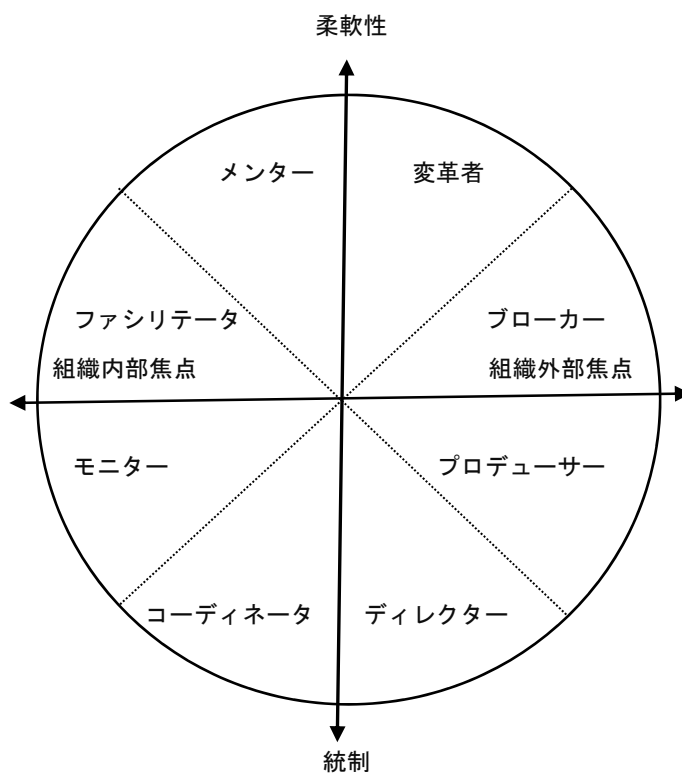 柔軟性
メンター
変革者
ファシリテータ
ブローカー
組織内部焦点
組織外部焦点
モニター
プロデューサー
コーディネータ
ディレクター
統制